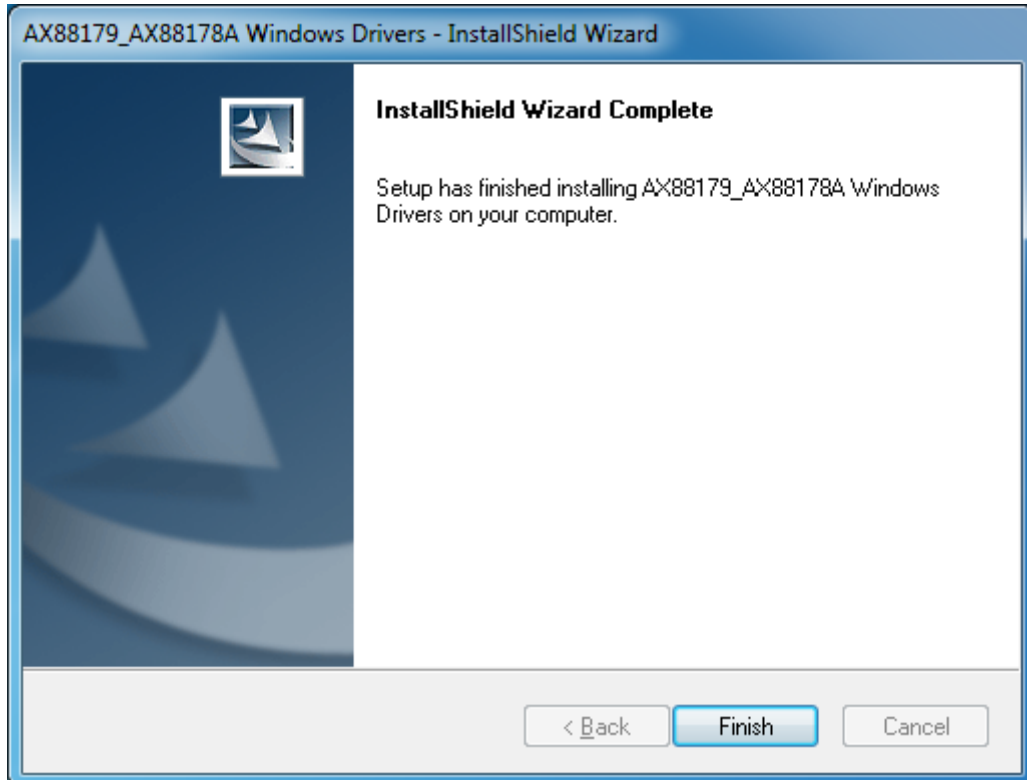 AX88179_AX88178A Windows Drivers - InstallShield Wizard
InstallShield Wizard Complete
Setup has finished installing AX88179_AX88178A Windows
Drivers on your computer.
< Back
Finish
Cancel